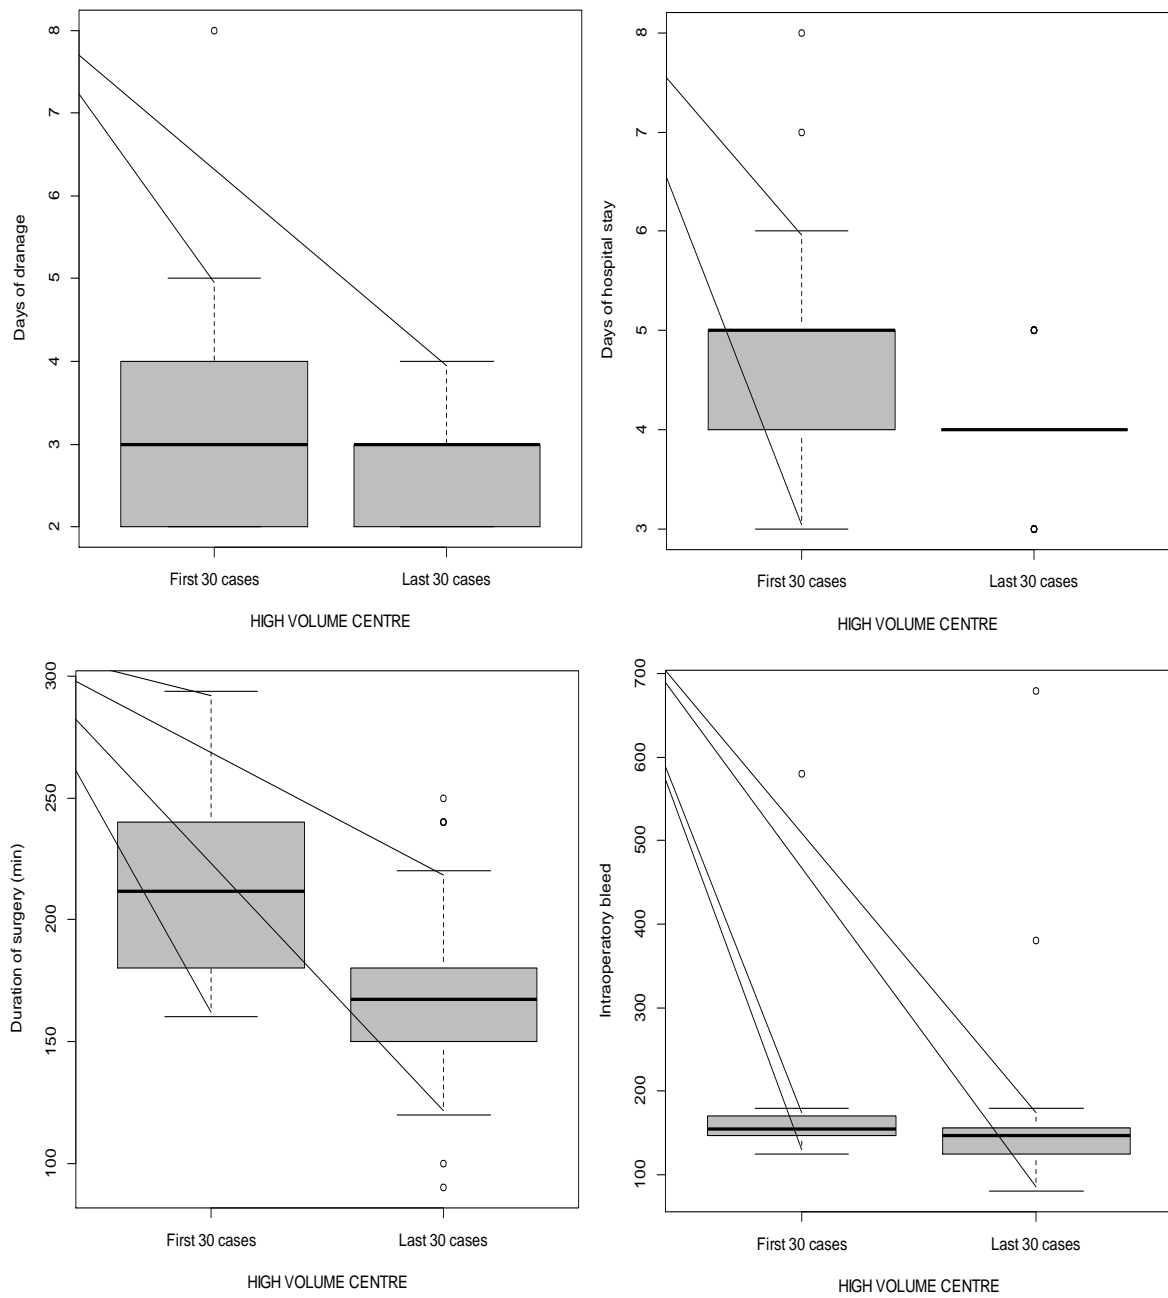 8
7
6
5
4
3
2
Days of dranage
First 30 cases
Last 30 cases
HIGH VOLUME CENTRE
8
7
6
5
4
3
Days of hospital stay
First 30 cases
Last 30 cases
HIGH VOLUME CENTRE
300
250
200
150
100
Duration of surgery (min)
First 30 cases
Last 30 cases
HIGH VOLUME CENTRE
700
600
500
400
300
200
100
Intraoperatory bleed
First 30 cases
Last 30 cases
HIGH VOLUME CENTRE